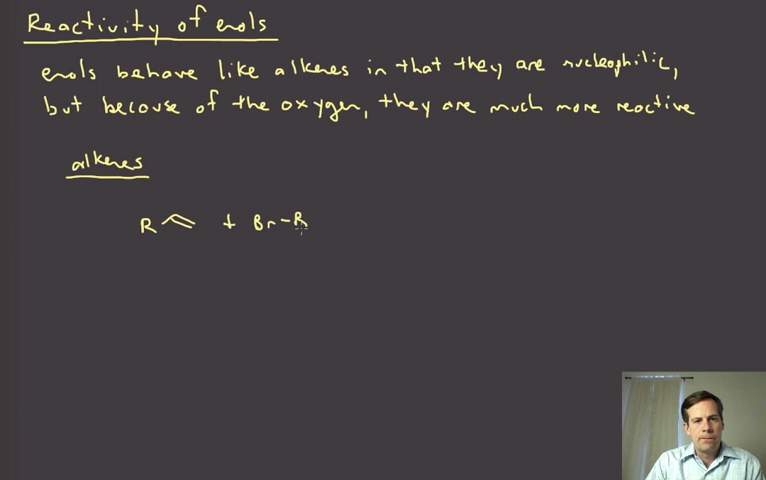 Reactivity of enols
enols behave like alkenes in that they are nucleophilic,
but because of the oxygen, they are much more reactive
alkenes
R + Br-R